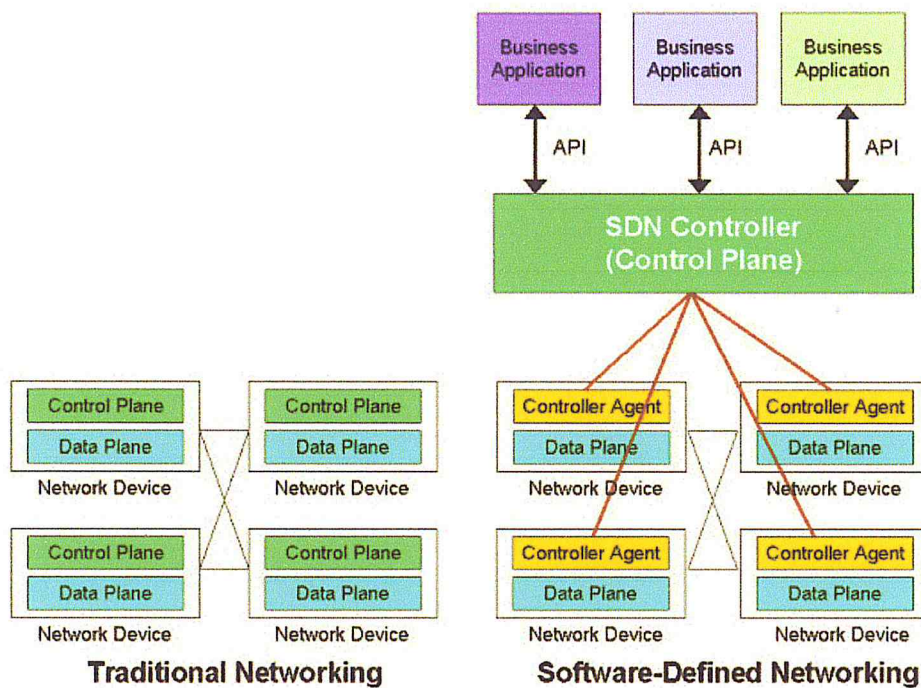 Business
Application
Business
Application
Business
Application
API
API
API
SDN Controller
(Control Plane)
Control Plane
Data Plane
Network Device
Control Plane
Data Plane
Network Device
Control Plane
Data Plane
Network Device
Control Plane
Data Plane
Network Device
Traditional Networking
Controller Agent
Data Plane
Network Device
Controller Agent
Data Plane
Network Device
Controller Agent
Data Plane
Network Device
Controller Agent
Data Plane
Network Device
Software-Defined Networking